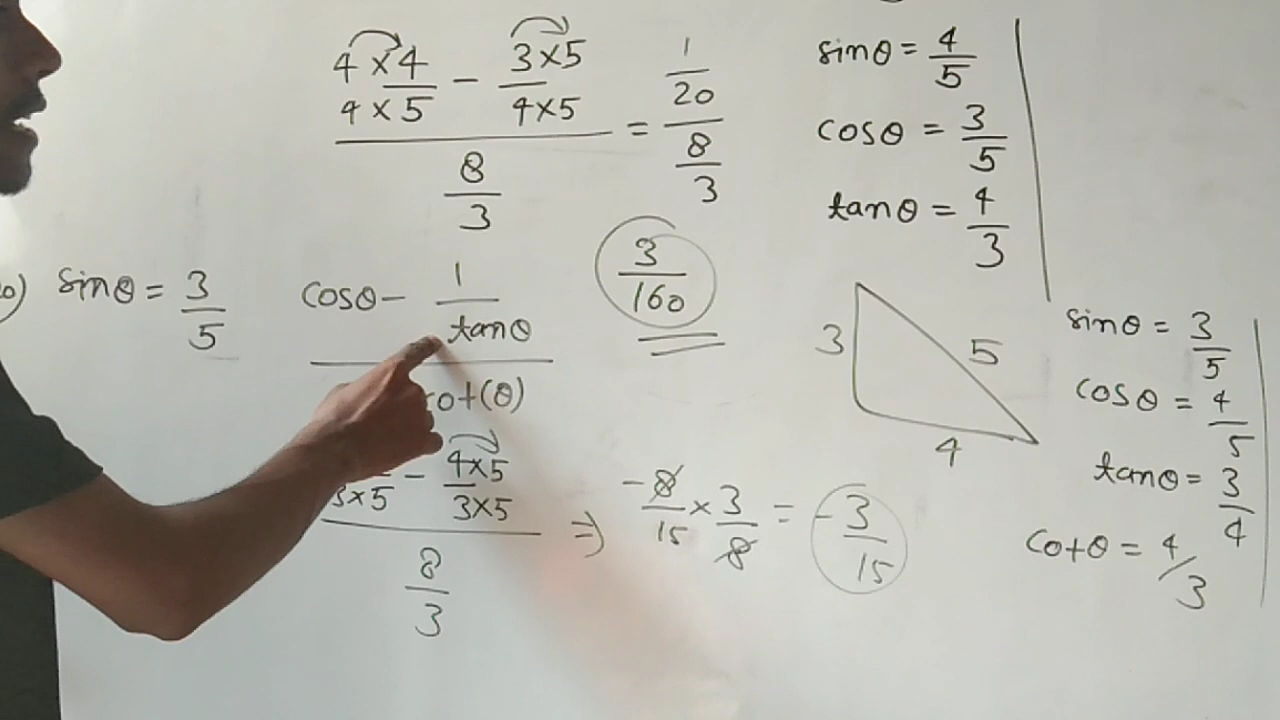 4×4/4×5 − 3×5/4×5
8/3
= 1/20
8/3
sinθ = 4/5
cosθ = 3/5
tanθ = 4/3
sinθ = 3/5
cosθ − 1/tanθ
ot(θ)
3/160
3×5 − 4×5/3×5
8/3
⇒ −8/15 × 3/8 = −3/15
3
5
4
sinθ = 3/5
cosθ = 4/5
tanθ = 3/4
cotθ = 4/3